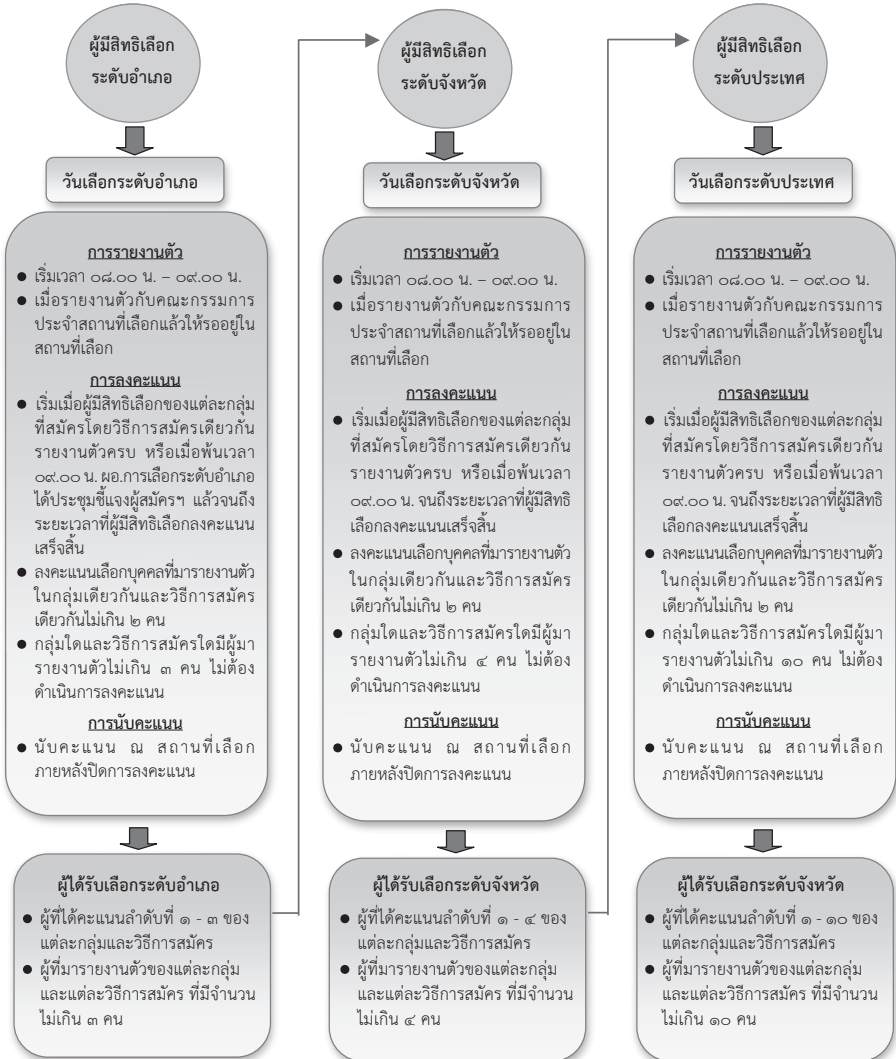 ผู้มีสิทธิเลือก
ระดับอำเภอ
วันเลือกระดับอำเภอ
การรายงานตัว
● เริ่มเวลา ๐๘.๐๐ น. – ๐๙.๐๐ น.
● เมื่อรายงานตัวกับคณะกรรมการ
ประจำสถานที่เลือกแล้วให้รออยู่ใน
สถานที่เลือก
การลงคะแนน
● เริ่มเมื่อผู้มีสิทธิเลือกของแต่ละกลุ่ม
ที่สมัครโดยวิธีการสมัครเดียวกัน
รายงานตัวครบ หรือเมื่อพ้นเวลา
๐๙.๐๐ น. ผอ.การเลือกระดับอำเภอ
ได้ประชุมชี้แจงผู้สมัครฯ แล้วจนถึง
ระยะเวลาที่ผู้มีสิทธิเลือกลงคะแนน
เสร็จสิ้น
● ลงคะแนนเลือกบุคคลที่มารายงานตัว
ในกลุ่มเดียวกันและวิธีการสมัคร
เดียวกันไม่เกิน ๒ คน
● กลุ่มใดและวิธีการสมัครใดมีผู้มา
รายงานตัวไม่เกิน ๓ คน ไม่ต้อง
ดำเนินการลงคะแนน
การนับคะแนน
● นับคะแนน ณ สถานที่เลือก
ภายหลังปิดการลงคะแนน
ผู้ได้รับเลือกระดับอำเภอ
● ผู้ที่ได้คะแนนลำดับที่ ๑ - ๓ ของ
แต่ละกลุ่มและวิธีการสมัคร
● ผู้ที่มารายงานตัวของแต่ละกลุ่ม
และแต่ละวิธีการสมัคร ที่มีจำนวน
ไม่เกิน ๓ คน
ผู้มีสิทธิเลือก
ระดับจังหวัด
วันเลือกระดับจังหวัด
การรายงานตัว
● เริ่มเวลา ๐๘.๐๐ น. – ๐๙.๐๐ น.
● เมื่อรายงานตัวกับคณะกรรมการ
ประจำสถานที่เลือกแล้วให้รออยู่ใน
สถานที่เลือก
การลงคะแนน
● เริ่มเมื่อผู้มีสิทธิเลือกของแต่ละกลุ่ม
ที่สมัครโดยวิธีการสมัครเดียวกัน
รายงานตัวครบ หรือเมื่อพ้นเวลา
๐๙.๐๐ น. จนถึงระยะเวลาที่ผู้มีสิทธิ
เลือกลงคะแนนเสร็จสิ้น
● ลงคะแนนเลือกบุคคลที่มารายงานตัว
ในกลุ่มเดียวกันและวิธีการสมัคร
เดียวกันไม่เกิน ๒ คน
● กลุ่มใดและวิธีการสมัครใดมีผู้มา
รายงานตัวไม่เกิน ๔ คน ไม่ต้อง
ดำเนินการลงคะแนน
การนับคะแนน
● นับคะแนน ณ สถานที่เลือก
ภายหลังปิดการลงคะแนน
ผู้ได้รับเลือกระดับจังหวัด
● ผู้ที่ได้คะแนนลำดับที่ ๑ - ๔ ของ
แต่ละกลุ่มและวิธีการสมัคร
● ผู้ที่มารายงานตัวของแต่ละกลุ่ม
และแต่ละวิธีการสมัคร ที่มีจำนวน
ไม่เกิน ๔ คน
ผู้มีสิทธิเลือก
ระดับประเทศ
วันเลือกระดับประเทศ
การรายงานตัว
● เริ่มเวลา ๐๘.๐๐ น. – ๐๙.๐๐ น.
● เมื่อรายงานตัวกับคณะกรรมการ
ประจำสถานที่เลือกแล้วให้รออยู่ใน
สถานที่เลือก
การลงคะแนน
● เริ่มเมื่อผู้มีสิทธิเลือกของแต่ละกลุ่ม
ที่สมัครโดยวิธีการสมัครเดียวกัน
รายงานตัวครบ หรือเมื่อพ้นเวลา
๐๙.๐๐ น. จนถึงระยะเวลาที่ผู้มีสิทธิ
เลือกลงคะแนนเสร็จสิ้น
● ลงคะแนนเลือกบุคคลที่มารายงานตัว
ในกลุ่มเดียวกันและวิธีการสมัคร
เดียวกันไม่เกิน ๒ คน
● กลุ่มใดและวิธีการสมัครใดมีผู้มา
รายงานตัวไม่เกิน ๑๐ คน ไม่ต้อง
ดำเนินการลงคะแนน
การนับคะแนน
● นับคะแนน ณ สถานที่เลือก
ภายหลังปิดการลงคะแนน
ผู้ได้รับเลือกระดับจังหวัด
● ผู้ที่ได้คะแนนลำดับที่ ๑ - ๑๐ ของ
แต่ละกลุ่มและวิธีการสมัคร
● ผู้ที่มารายงานตัวของแต่ละกลุ่ม
และแต่ละวิธีการสมัคร ที่มีจำนวน
ไม่เกิน ๑๐ คน